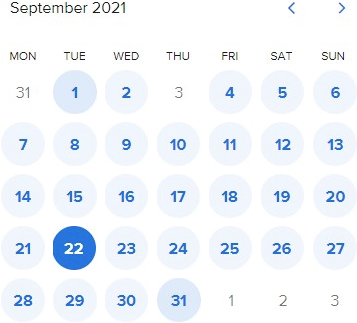 September 2021
MON TUE WED THU FRI SAT SUN
31 1 2 3 4 5 6
7 8 9 10 11 12 13
14 15 16 17 18 19 20
21 22 23 24 25 26 27
28 29 30 31 1 2 3